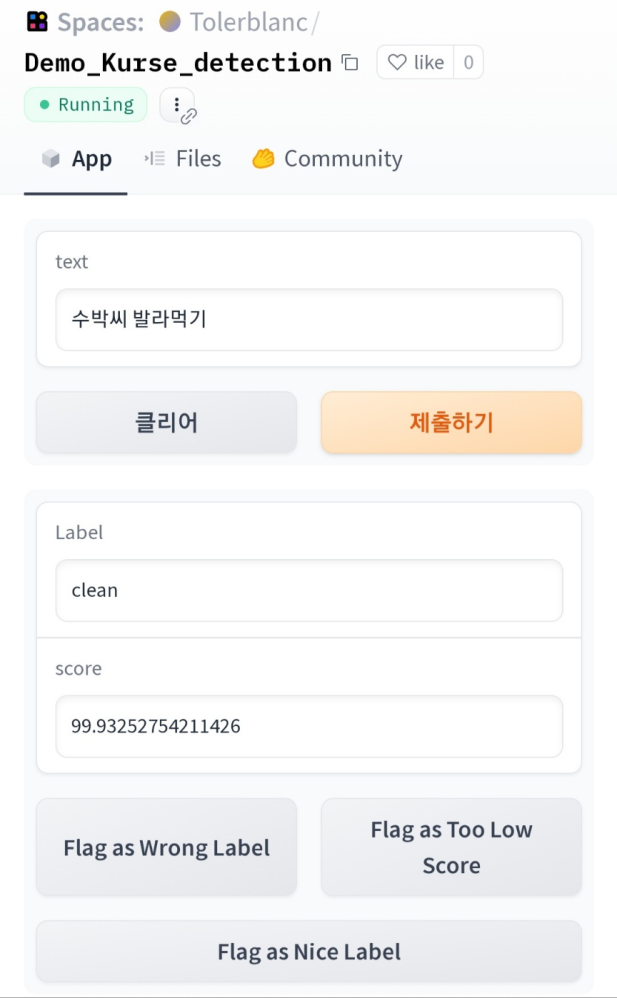 Spaces: Tolerblanc/
Demo_Kurse_detection like 0
Running
App Files Community
text
수박씨 발라먹기
클리어 제출하기
Label
clean
score
99.93252754211426
Flag as Wrong Label
Flag as Too Low
Score
Flag as Nice Label